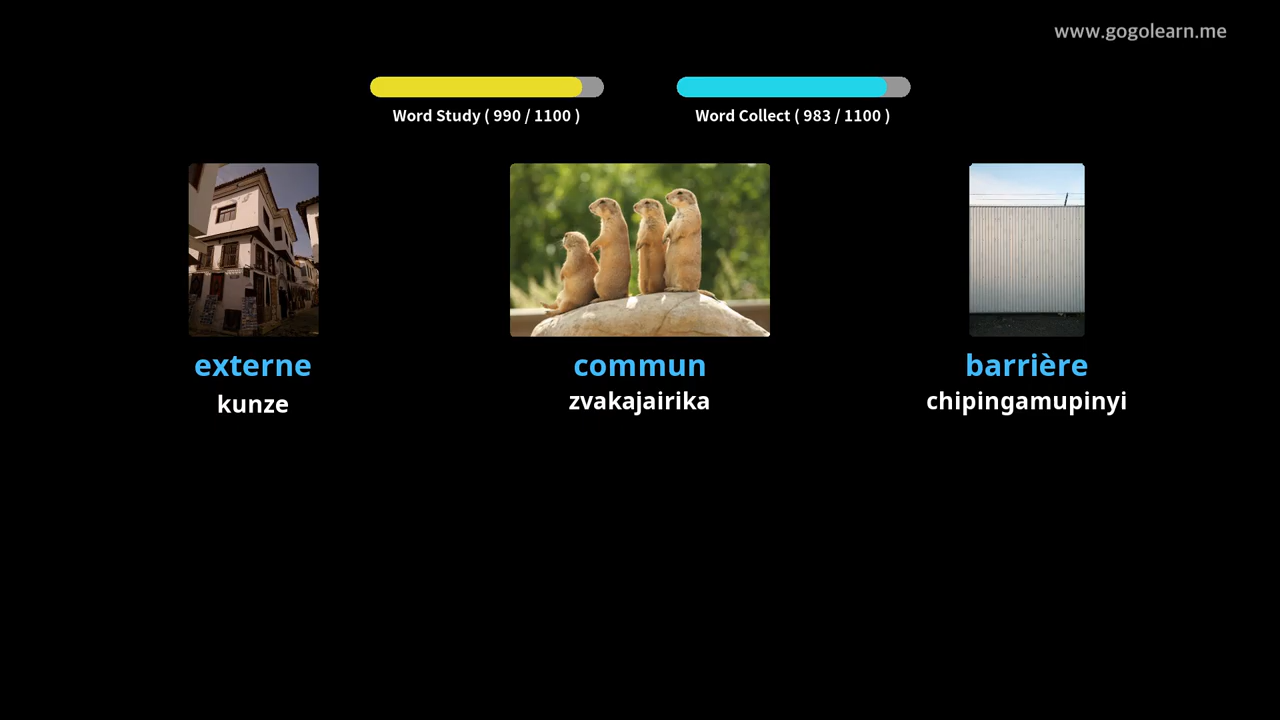 www.gogolearn.me
Word Study ( 990 / 1100 )
Word Collect ( 983 / 1100 )
externe
kunze
commun
zvakajairika
barrière
chipingamupinyi